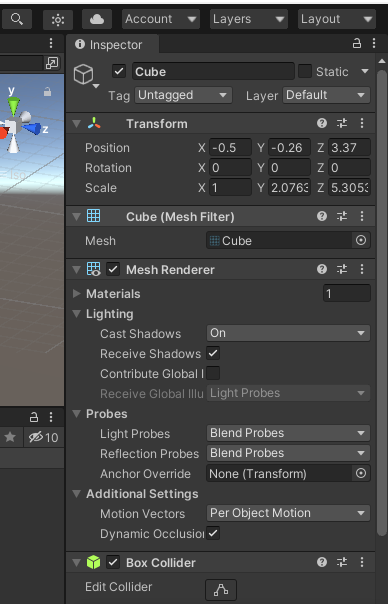 Account Layers Layout
Inspector
Cube Static
Tag Untagged Layer Default
y
z
Transform
Position X -0.5 Y -0.26 Z 3.37
Rotation X 0 Y 0 Z 0
Scale X 1 Y 2.0763 Z 5.3053
Cube (Mesh Filter)
Mesh Cube
Mesh Renderer
Materials 1
Lighting
Cast Shadows On
Receive Shadows
Contribute Global I
Receive Global Illu Light Probes
Probes
10
Light Probes Blend Probes
Reflection Probes Blend Probes
Anchor Override None (Transform)
Additional Settings
Motion Vectors Per Object Motion
Dynamic Occlusion
Box Collider
Edit Collider